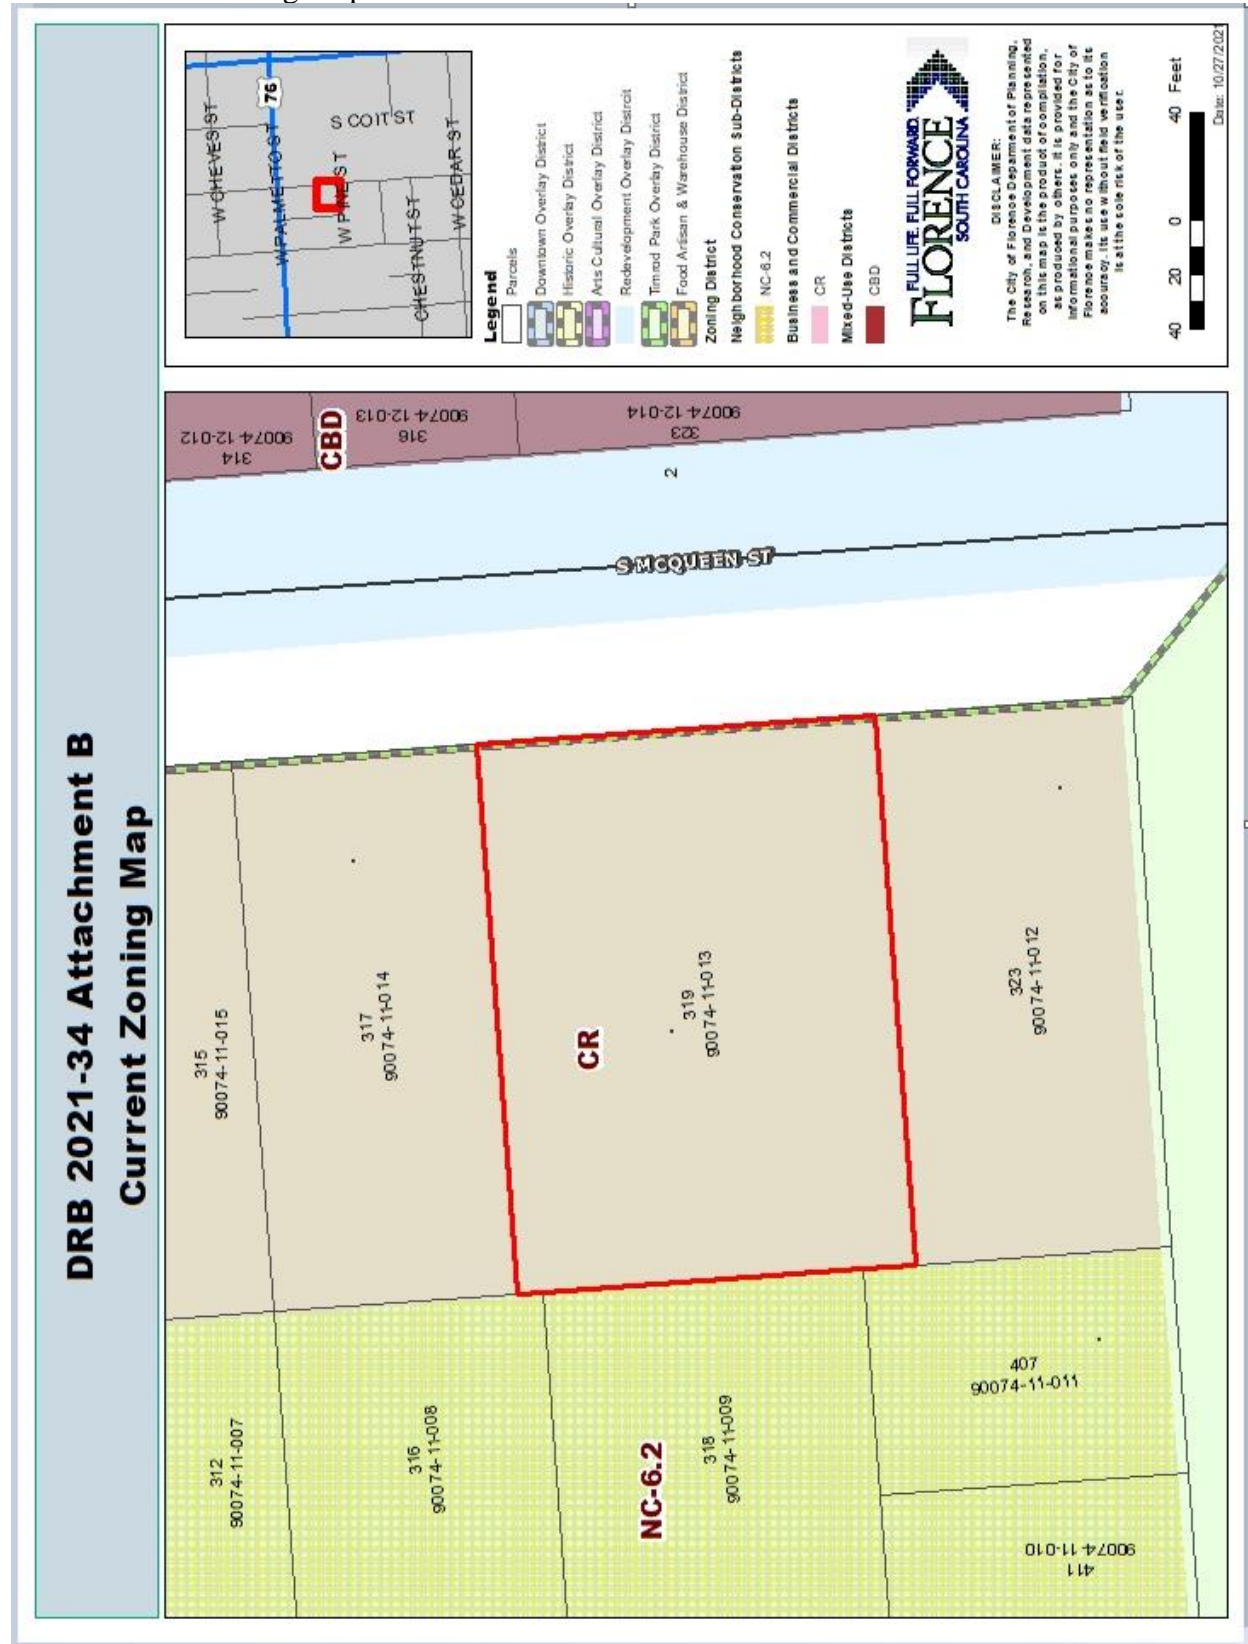 DRB 2021-34 Attachment B
Current Zoning Map
312
90074-11-007
316
90074-11-008
NC-6.2
318
90074-11-009
411
90074-11-010
407
90074-11-011
315
90074-11-015
317
90074-11-014
CR
319
90074-11-013
323
90074-11-012
S MCQUEEN ST
2
314
90074-12-012
CBD
316
90074-12-013
323
90074-12-014
W CHEVES ST
76
W PALMETTO ST
S COIT ST
W PINE ST
CHESTNUT ST
W CEDAR ST
Legend
Parcels
Downtown Overlay District
Historic Overlay District
Arts Cultural Overlay District
Redevelopment Overlay Distrcit
Timrod Park Overlay District
Food Artisan & Warehouse District
Zoning District
Neighborhood Conservation Sub-Districts
NC-6.2
Business and Commercial Districts
CR
Mixed-Use Districts
CBD
FULL LIFE. FULL FORWARD.
FLORENCE
SOUTH CAROLINA
DISCLAIMER:
The City of Florence Deparment of Planning,
Research, and Development data represented
on this map is the product of compilation,
as produced by others. It is provided for
informational purposes only and the City of
Florence makes no representation as to its
accuracy. Its use without field verification
is at the sole risk of the user.
40 20 0 40 Feet
Date: 10/27/2021